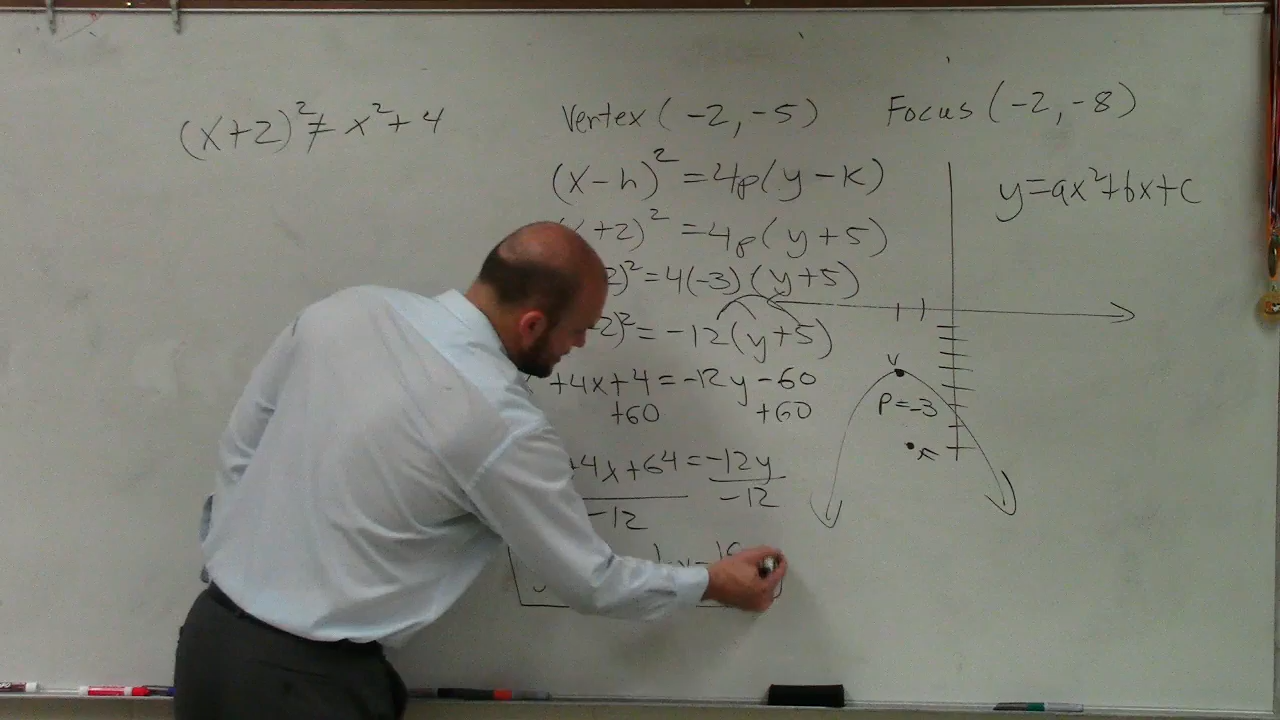 (x+2)² ≠ x² + 4
Vertex (-2, -5)
Focus (-2, -8)
(x-h)² = 4p(y-k)
y = ax² + bx + c
+2)² = 4p(y+5)
2)² = 4(-3)(y+5)
-2)² = -12(y+5)
+4x+4 = -12y-60
+60 +60
+4x+64 = -12y
-12 -12
V
P=-3
F